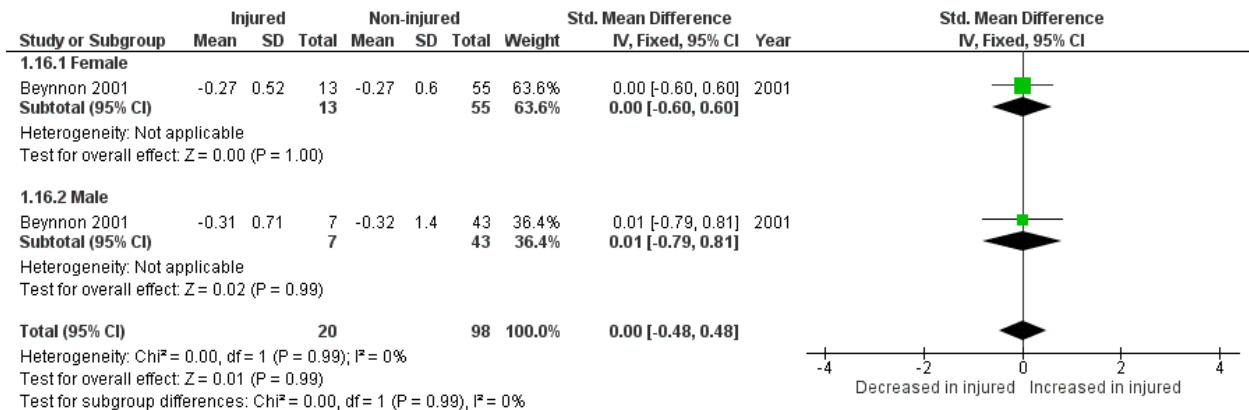 Injured Non-injured Std. Mean Difference Std. Mean Difference
Study or Subgroup Mean SD Total Mean SD Total Weight IV, Fixed, 95% CI Year IV, Fixed, 95% CI
1.16.1 Female
Beynnon 2001 -0.27 0.52 13 -0.27 0.6 55 63.6% 0.00 [-0.60, 0.60] 2001
Subtotal (95% CI) 13 55 63.6% 0.00 [-0.60, 0.60]
Heterogeneity: Not applicable
Test for overall effect: Z = 0.00 (P = 1.00)
1.16.2 Male
Beynnon 2001 -0.31 0.71 7 -0.32 1.4 43 36.4% 0.01 [-0.79, 0.81] 2001
Subtotal (95% CI) 7 43 36.4% 0.01 [-0.79, 0.81]
Heterogeneity: Not applicable
Test for overall effect: Z = 0.02 (P = 0.99)
Total (95% CI) 20 98 100.0% 0.00 [-0.48, 0.48]
Heterogeneity: Chi² = 0.00, df = 1 (P = 0.99); I² = 0%
Test for overall effect: Z = 0.01 (P = 0.99)
Test for subgroup differences: Chi² = 0.00, df = 1 (P = 0.99), I² = 0%
-4 -2 0 2 4
Decreased in injured Increased in injured